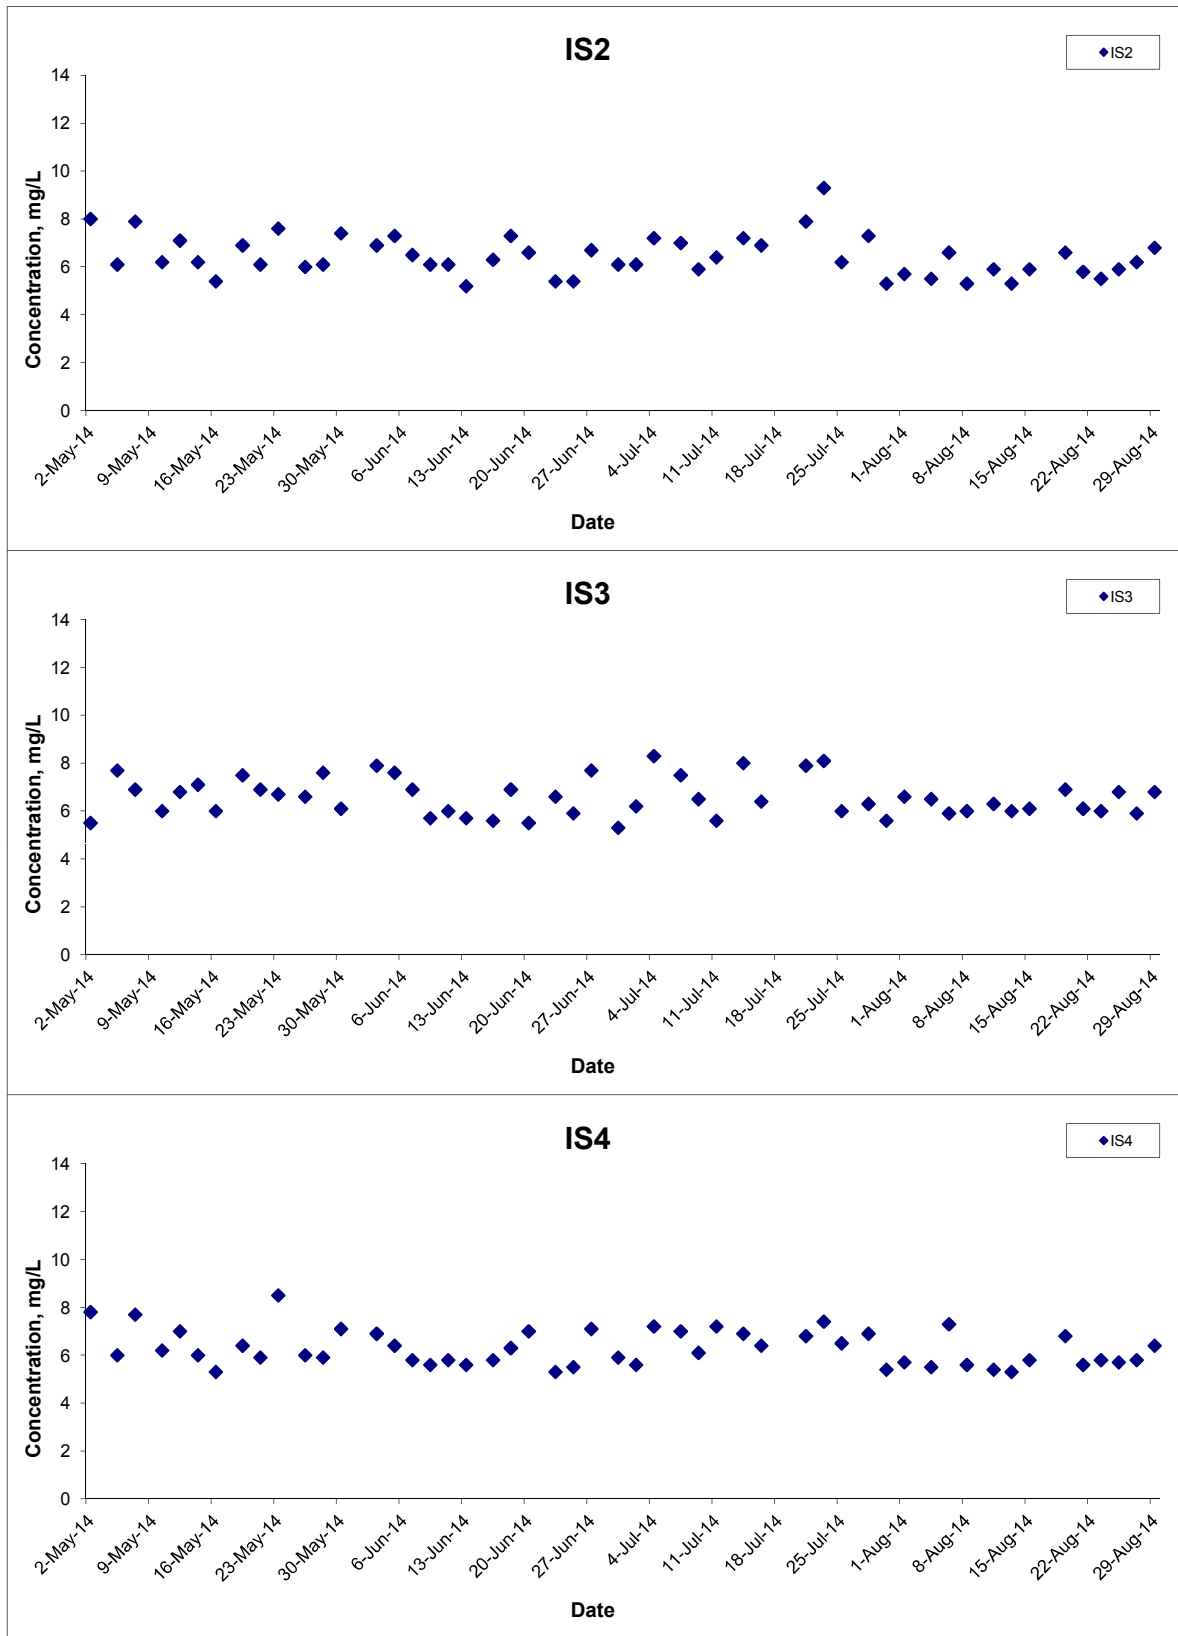 IS2
IS2
Concentration, mg/L
14
12
10
8
6
4
2
0
2-May-14
9-May-14
16-May-14
23-May-14
30-May-14
6-Jun-14
13-Jun-14
20-Jun-14
27-Jun-14
4-Jul-14
11-Jul-14
18-Jul-14
25-Jul-14
1-Aug-14
8-Aug-14
15-Aug-14
22-Aug-14
29-Aug-14
Date
IS3
IS3
Concentration, mg/L
14
12
10
8
6
4
2
0
2-May-14
9-May-14
16-May-14
23-May-14
30-May-14
6-Jun-14
13-Jun-14
20-Jun-14
27-Jun-14
4-Jul-14
11-Jul-14
18-Jul-14
25-Jul-14
1-Aug-14
8-Aug-14
15-Aug-14
22-Aug-14
29-Aug-14
Date
IS4
IS4
Concentration, mg/L
14
12
10
8
6
4
2
0
2-May-14
9-May-14
16-May-14
23-May-14
30-May-14
6-Jun-14
13-Jun-14
20-Jun-14
27-Jun-14
4-Jul-14
11-Jul-14
18-Jul-14
25-Jul-14
1-Aug-14
8-Aug-14
15-Aug-14
22-Aug-14
29-Aug-14
Date